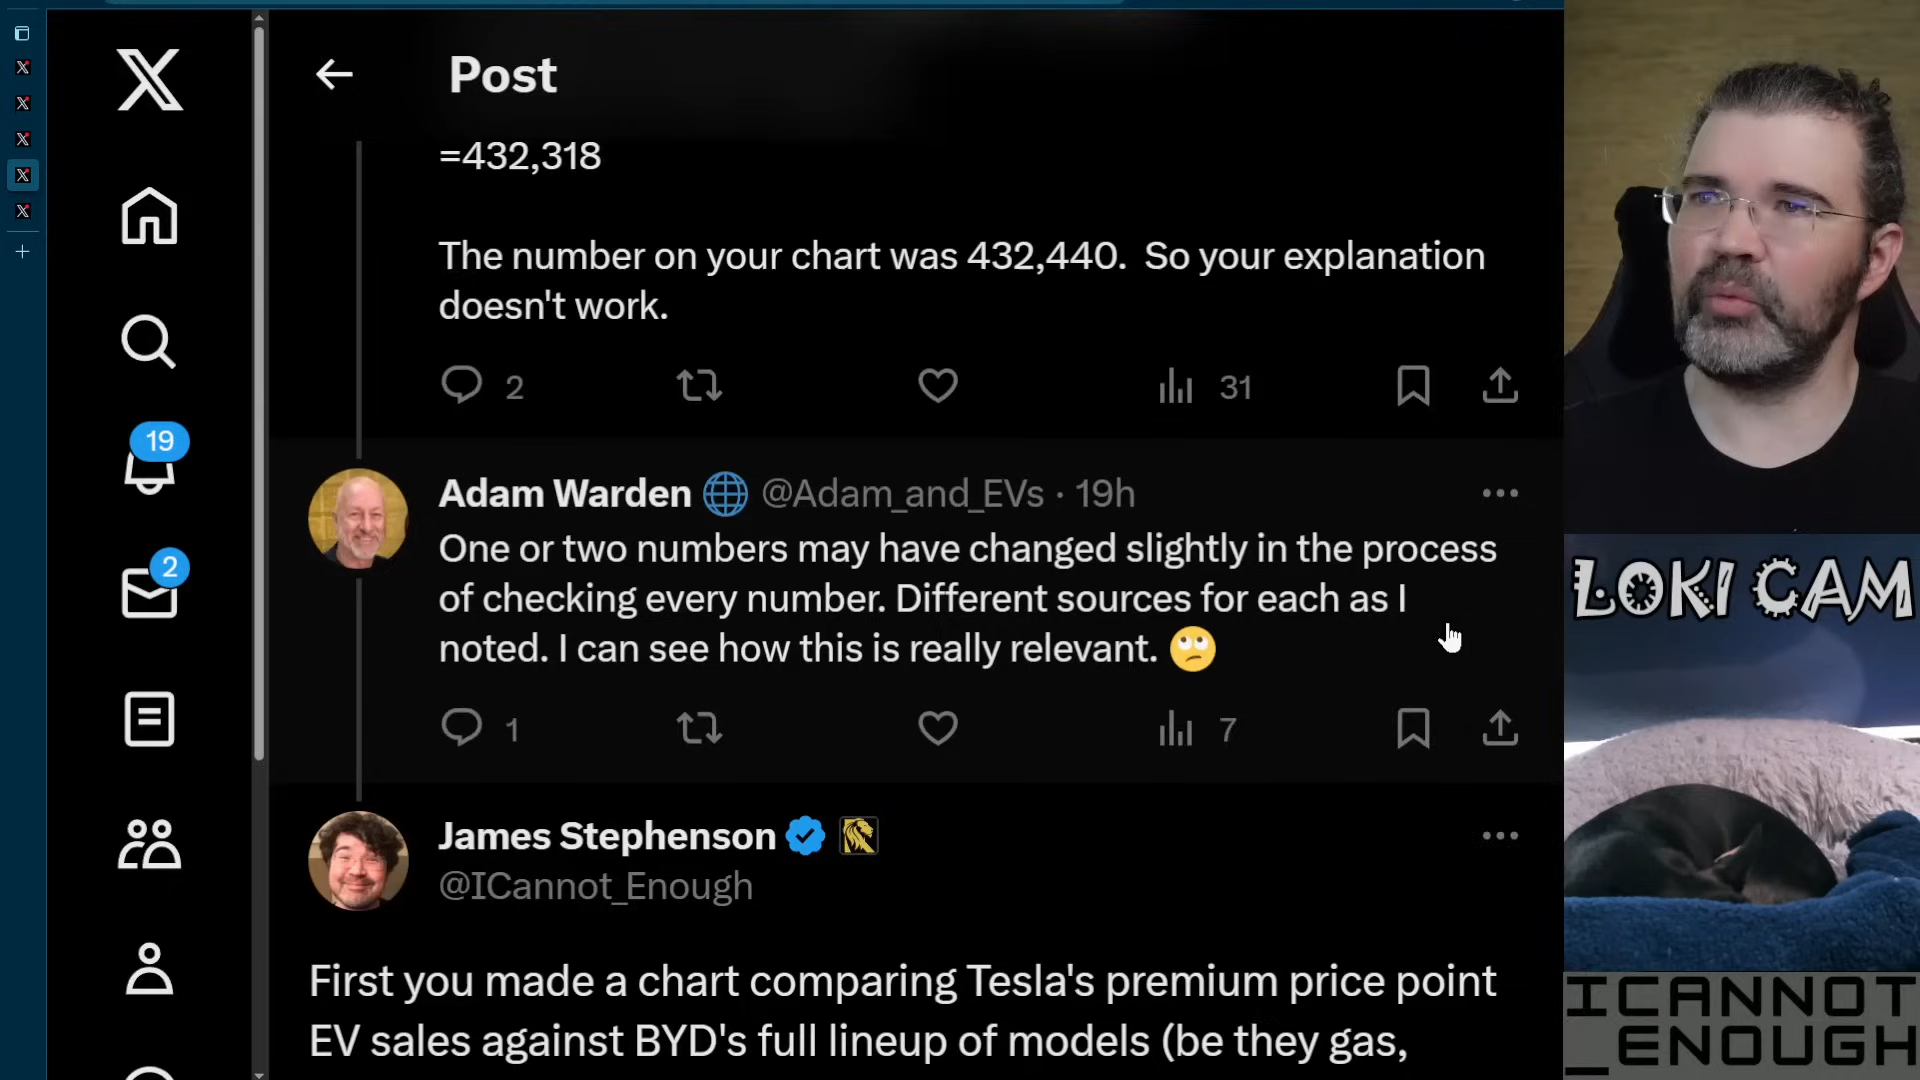 Post
=432,318
The number on your chart was 432,440.  So your explanation
doesn't work.
2
31
19
Adam Warden @Adam_and_EVs · 19h
One or two numbers may have changed slightly in the process
of checking every number. Different sources for each as I
noted. I can see how this is really relevant. 🙄
2
1
7
James Stephenson
@ICannot_Enough
First you made a chart comparing Tesla's premium price point
EV sales against BYD's full lineup of models (be they gas,
LOKI CAM
ICANNOT
_ENOUGH